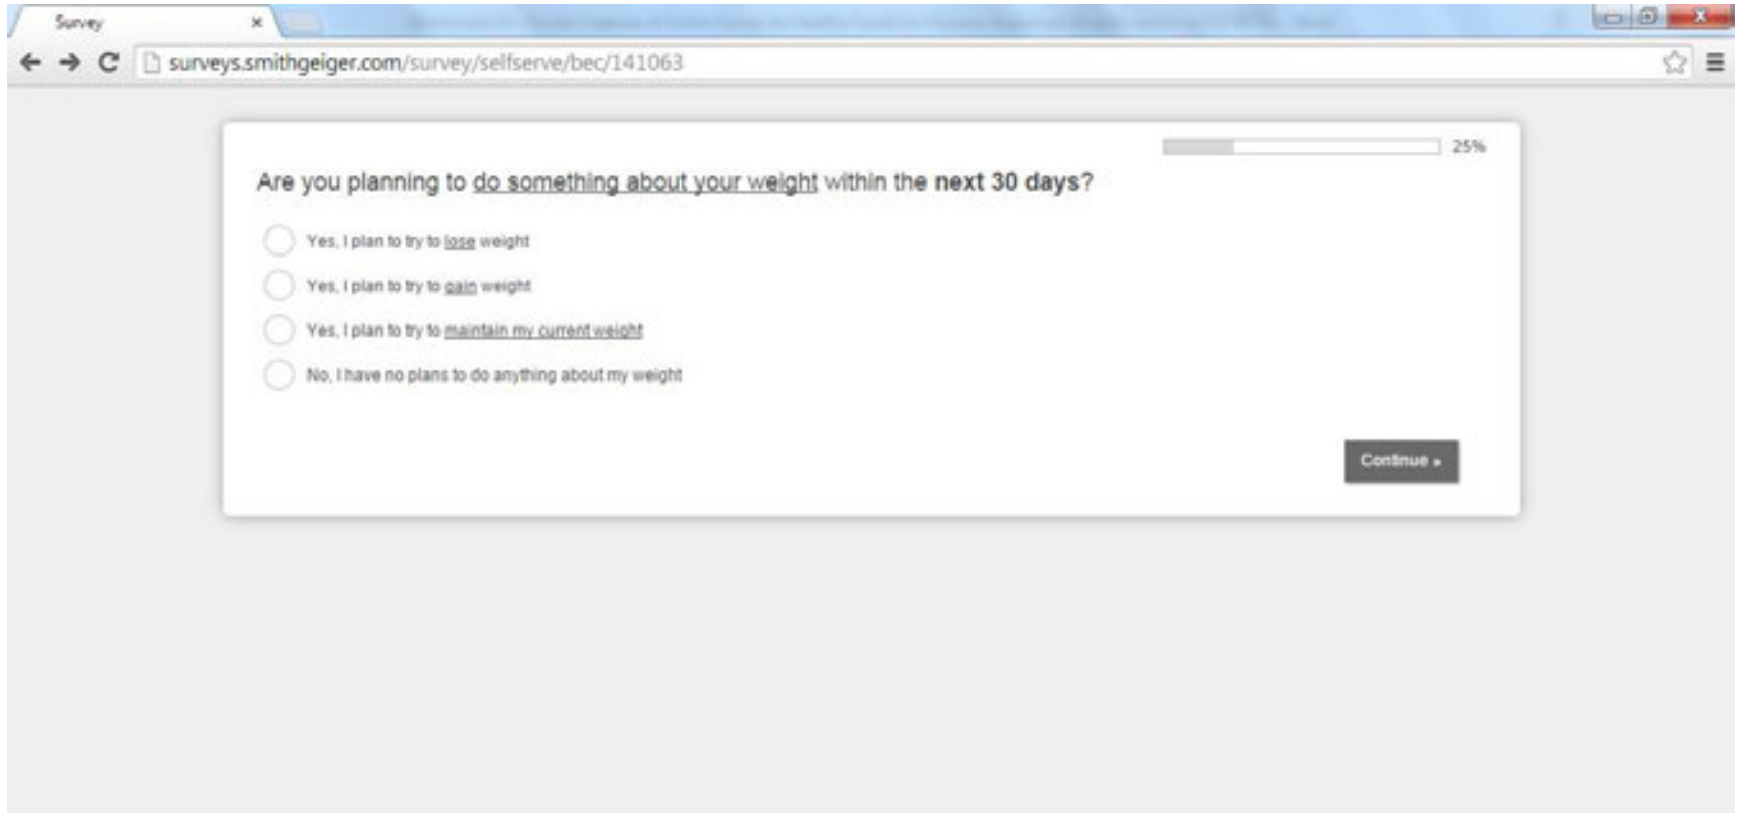 Survey
surveys.smithgeiger.com/survey/selfserve/bec/141063
25%
Are you planning to do something about your weight within the next 30 days?
Yes, I plan to try to lose weight
Yes, I plan to try to gain weight
Yes, I plan to try to maintain my current weight
No, I have no plans to do anything about my weight
Continue »